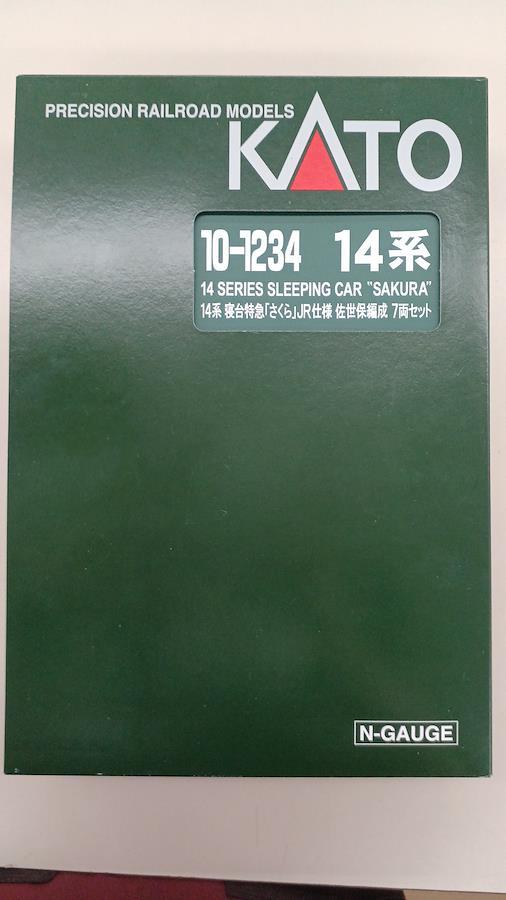 PRECISION RAILROAD MODELS
KATO
10-1234 14系
14 SERIES SLEEPING CAR "SAKURA"
14系 寝台特急「さくら」JR仕様 佐世保編成 7両セット
N-GAUGE